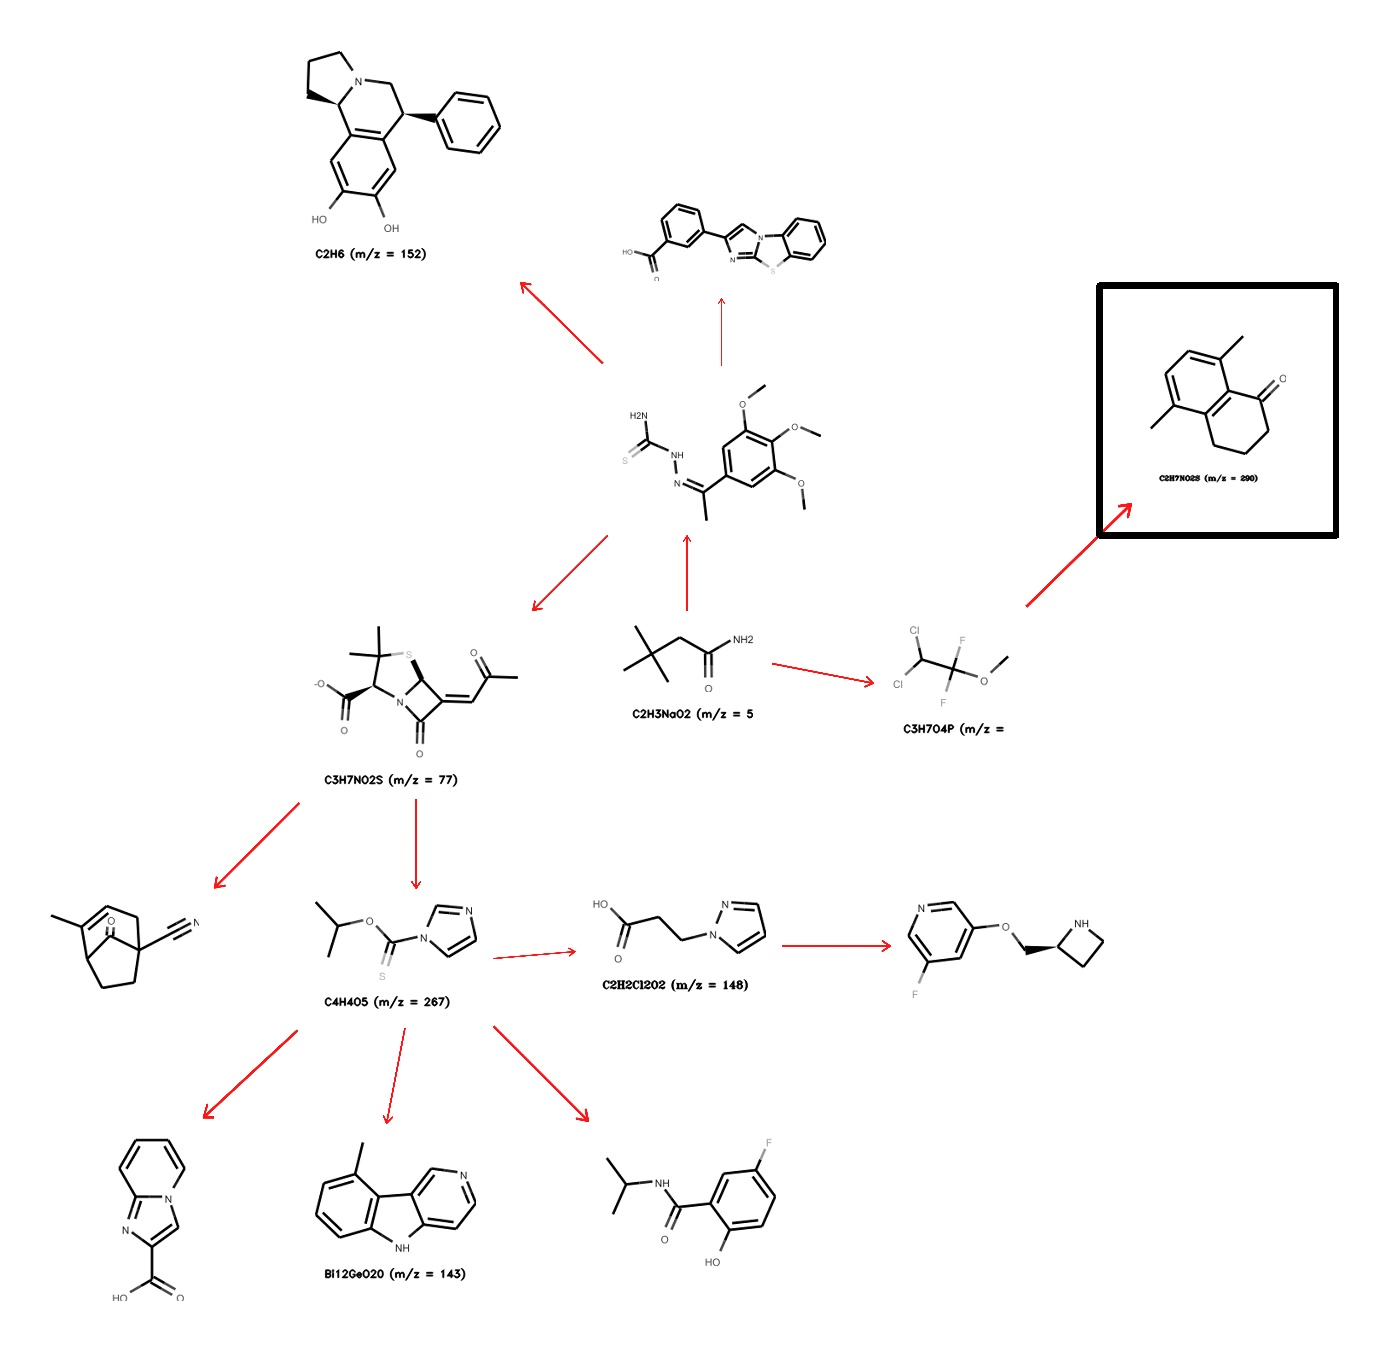 N
HO
OH
C2H6 (m/z = 152)
HO
O
N
N
S
O
C2H7NO2S (m/z = 290)
H2N
S
NH
N
O
O
O
-O
O
S
N
O
O
C3H7NO2S (m/z = 77)
NH2
O
C2H3NaO2 (m/z = 5
Cl
Cl
F
F
O
C3H7O4P (m/z =
O
N
O
N
N
S
C4H4O5 (m/z = 267)
HO
O
N
N
C2H2Cl2O2 (m/z = 148)
N
F
O
NH
N
N
HO
O
N
NH
Bi12GeO20 (m/z = 143)
NH
O
F
HO